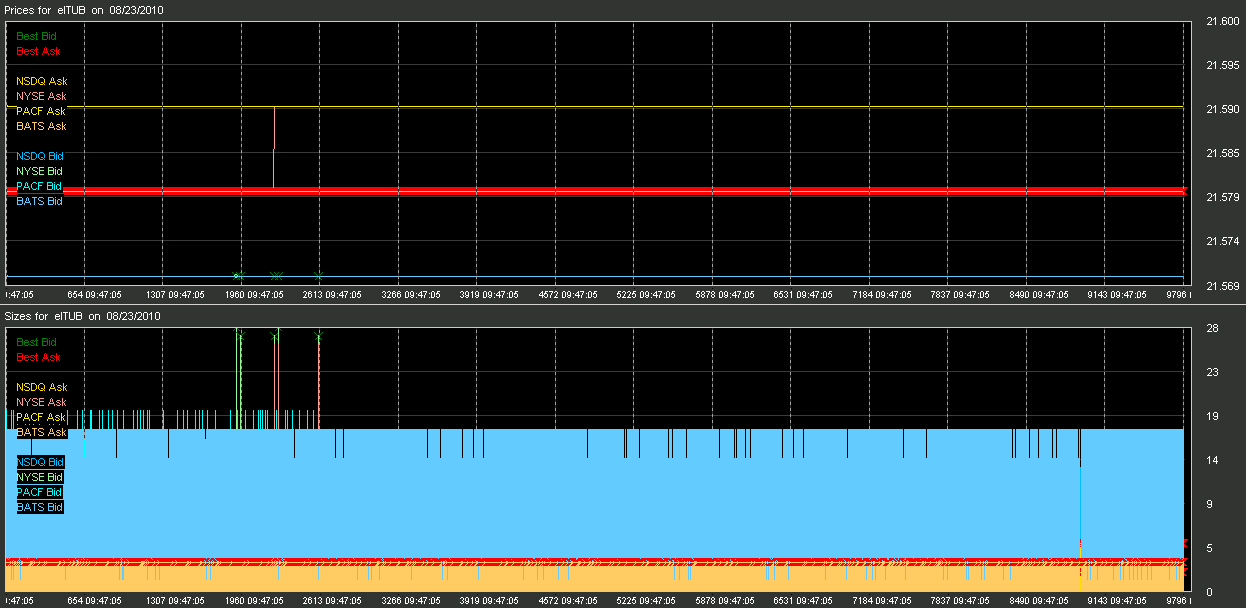 Prices for eITUB on 08/23/2010
Best Bid
Best Ask
NSDQ Ask
NYSE Ask
PACF Ask
BATS Ask
NSDQ Bid
NYSE Bid
PACF Bid
BATS Bid
21.600
21.595
21.590
21.585
21.579
21.574
21.569
:47:05 654 09:47:05 1307 09:47:05 1960 09:47:05 2613 09:47:05 3266 09:47:05 3919 09:47:05 4572 09:47:05 5225 09:47:05 5878 09:47:05 6531 09:47:05 7184 09:47:05 7837 09:47:05 8490 09:47:05 9143 09:47:05 9796
Sizes for eITUB on 08/23/2010
Best Bid
Best Ask
NSDQ Ask
NYSE Ask
PACF Ask
BATS Ask
NSDQ Bid
NYSE Bid
PACF Bid
BATS Bid
28
23
19
14
9
5
0
:47:05 654 09:47:05 1307 09:47:05 1960 09:47:05 2613 09:47:05 3266 09:47:05 3919 09:47:05 4572 09:47:05 5225 09:47:05 5878 09:47:05 6531 09:47:05 7184 09:47:05 7837 09:47:05 8490 09:47:05 9143 09:47:05 9796